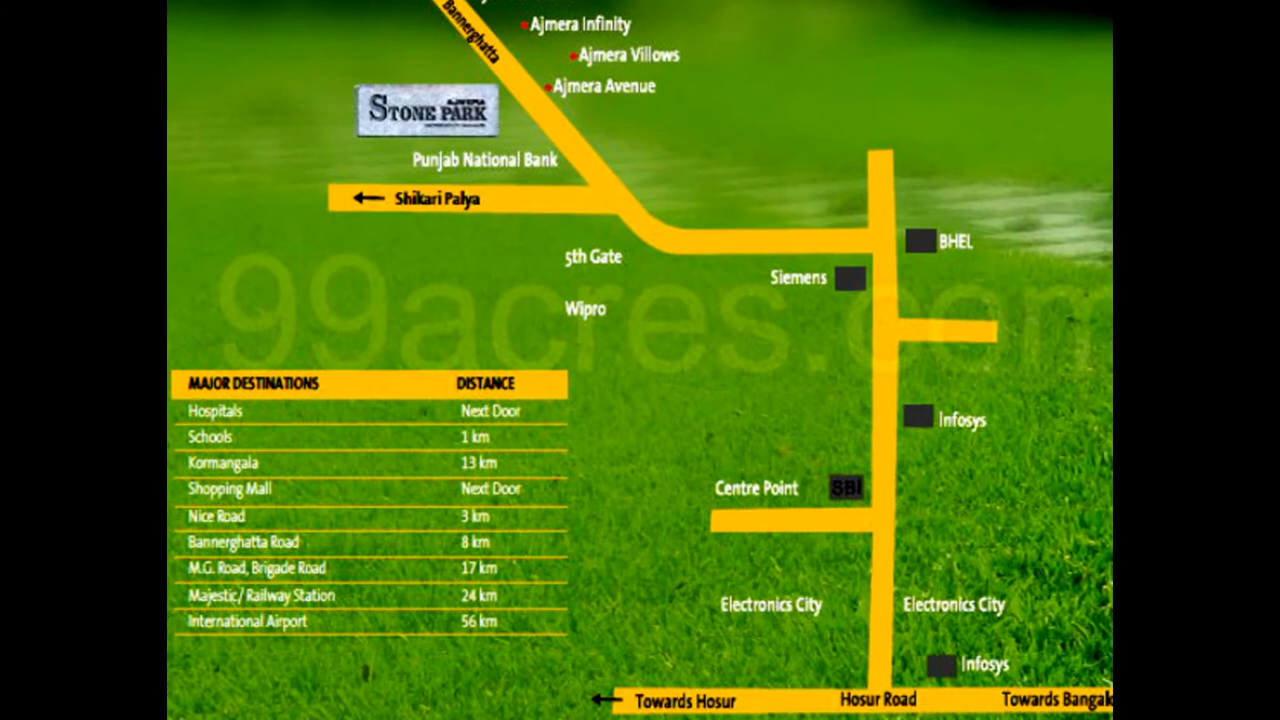 Bannerghatta
Ajmera Infinity
Ajmera Villows
Ajmera Avenue
AJMERA
STONE PARK
Punjab National Bank
Shikari Palya
BHEL
5th Gate
Siemens
Wipro
99acres.com
MAJOR DESTINATIONS DISTANCE
Hospitals Next Door
Schools 1 km
Kormangala 13 km
Shopping Mall Next Door
Nice Road 3 km
Bannerghatta Road 8 km
M.G. Road, Brigade Road 17 km
Majestic/ Railway Station 24 km
International Airport 56 km
Infosys
Centre Point SBI
Electronics City Electronics City
Infosys
Towards Hosur Hosur Road Towards Bangal